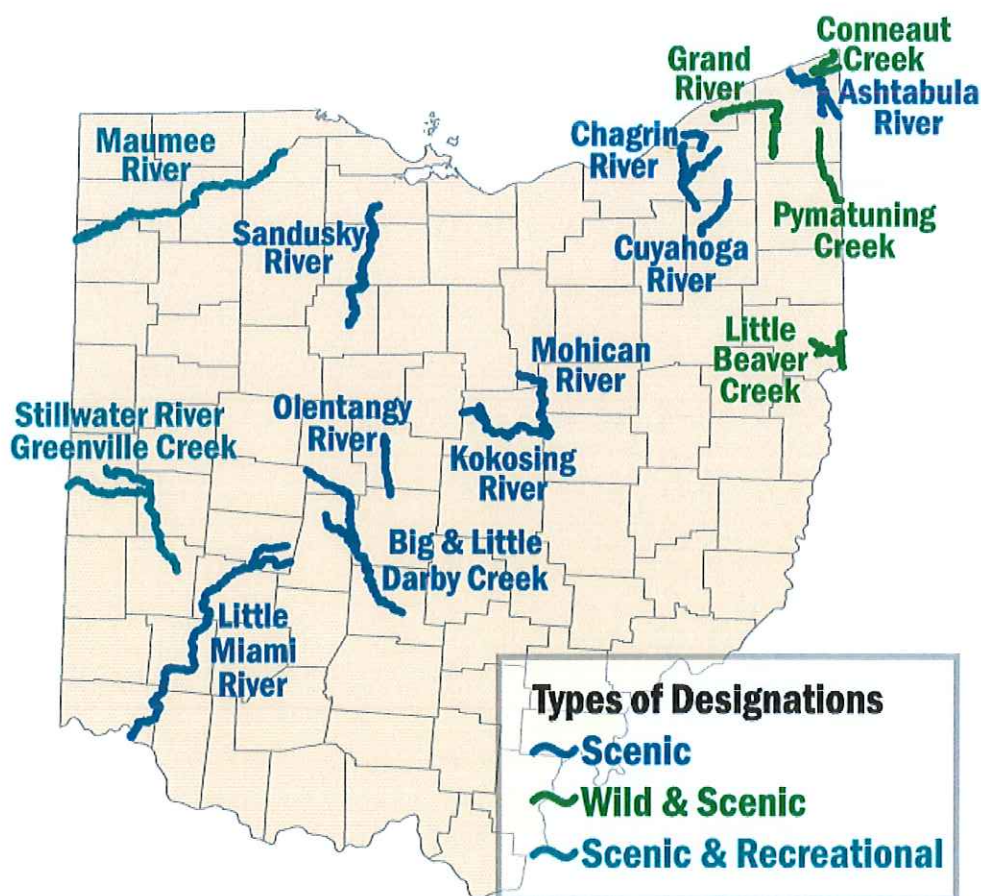 Conneaut
Creek
Grand
River
Ashtabula
River
Chagrin
River
Maumee
River
Pymatuning
Creek
Sandusky
River
Cuyahoga
River
Little
Beaver
Creek
Mohican
River
Olentangy
River
Stillwater River
Greenville Creek
Kokosing
River
Big & Little
Darby Creek
Little
Miami
River
Types of Designations
Scenic
Wild & Scenic
Scenic & Recreational